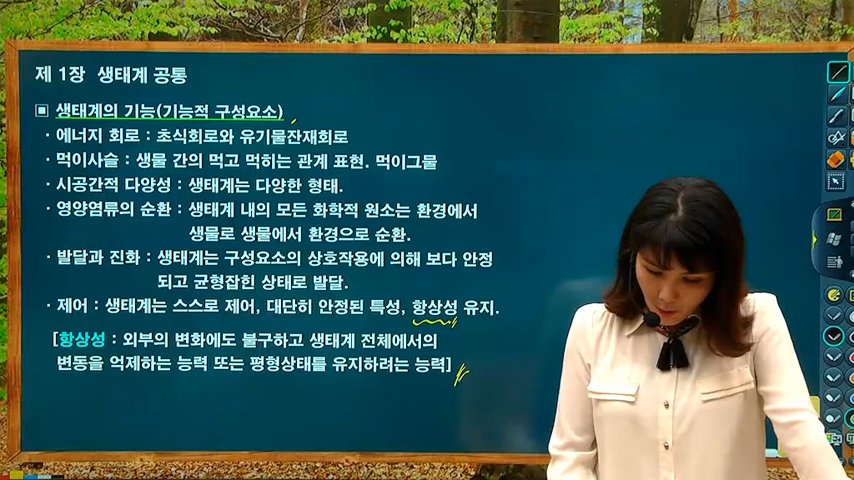 제 1장 생태계 공통
▣ 생태계의 기능(기능적 구성요소)
· 에너지 회로 : 초식회로와 유기물잔재회로
· 먹이사슬 : 생물 간의 먹고 먹히는 관계 표현. 먹이그물
· 시공간적 다양성 : 생태계는 다양한 형태.
· 영양염류의 순환 : 생태계 내의 모든 화학적 원소는 환경에서
생물로 생물에서 환경으로 순환.
· 발달과 진화 : 생태계는 구성요소의 상호작용에 의해 보다 안정
되고 균형잡힌 상태로 발달.
· 제어 : 생태계는 스스로 제어, 대단히 안정된 특성, 항상성 유지.
[항상성 : 외부의 변화에도 불구하고 생태계 전체에서의
변동을 억제하는 능력 또는 평형상태를 유지하려는 능력]